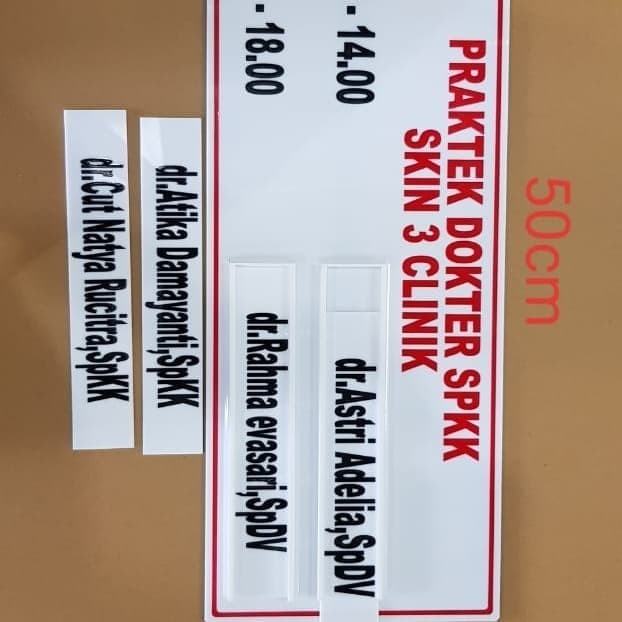 50cm
PRAKTEK DOKTER SPKK
SKIN 3 CLINIK
- 14.00
dr.Astri Adelia,SpDV
- 18.00
dr.Rahma evasari,SpDV
dr.Atika Damayanti,SpKK
dr.Cut Natya Rucitra,SpKK